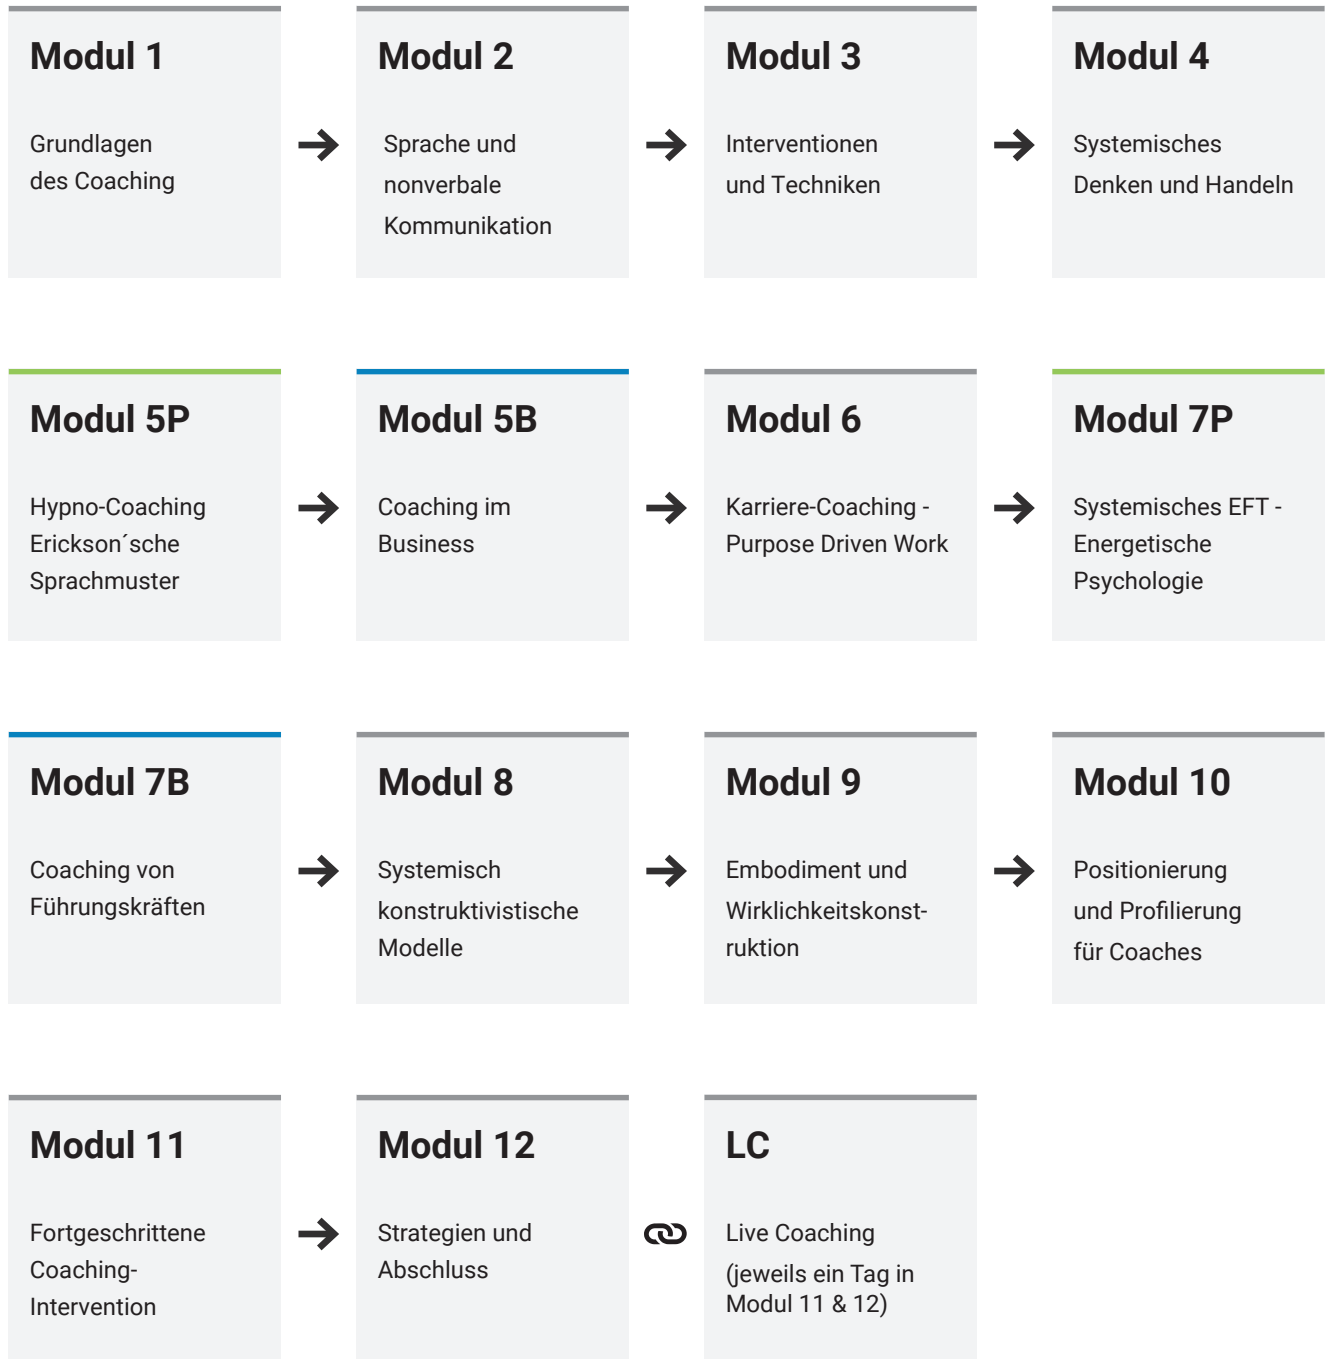 Modul 1
Grundlagen
des Coaching
Modul 2
Sprache und
nonverbale
Kommunikation
Modul 3
Interventionen
und Techniken
Modul 4
Systemisches
Denken und Handeln
Modul 5P
Hypno-Coaching
Erickson´sche
Sprachmuster
Modul 5B
Coaching im
Business
Modul 6
Karriere-Coaching -
Purpose Driven Work
Modul 7P
Systemisches EFT -
Energetische
Psychologie
Modul 7B
Coaching von
Führungskräften
Modul 8
Systemisch
konstruktivistische
Modelle
Modul 9
Embodiment und
Wirklichkeitskonst-
ruktion
Modul 10
Positionierung
und Profilierung
für Coaches
Modul 11
Fortgeschrittene
Coaching-
Intervention
Modul 12
Strategien und
Abschluss
LC
Live Coaching
(jeweils ein Tag in
Modul 11 & 12)